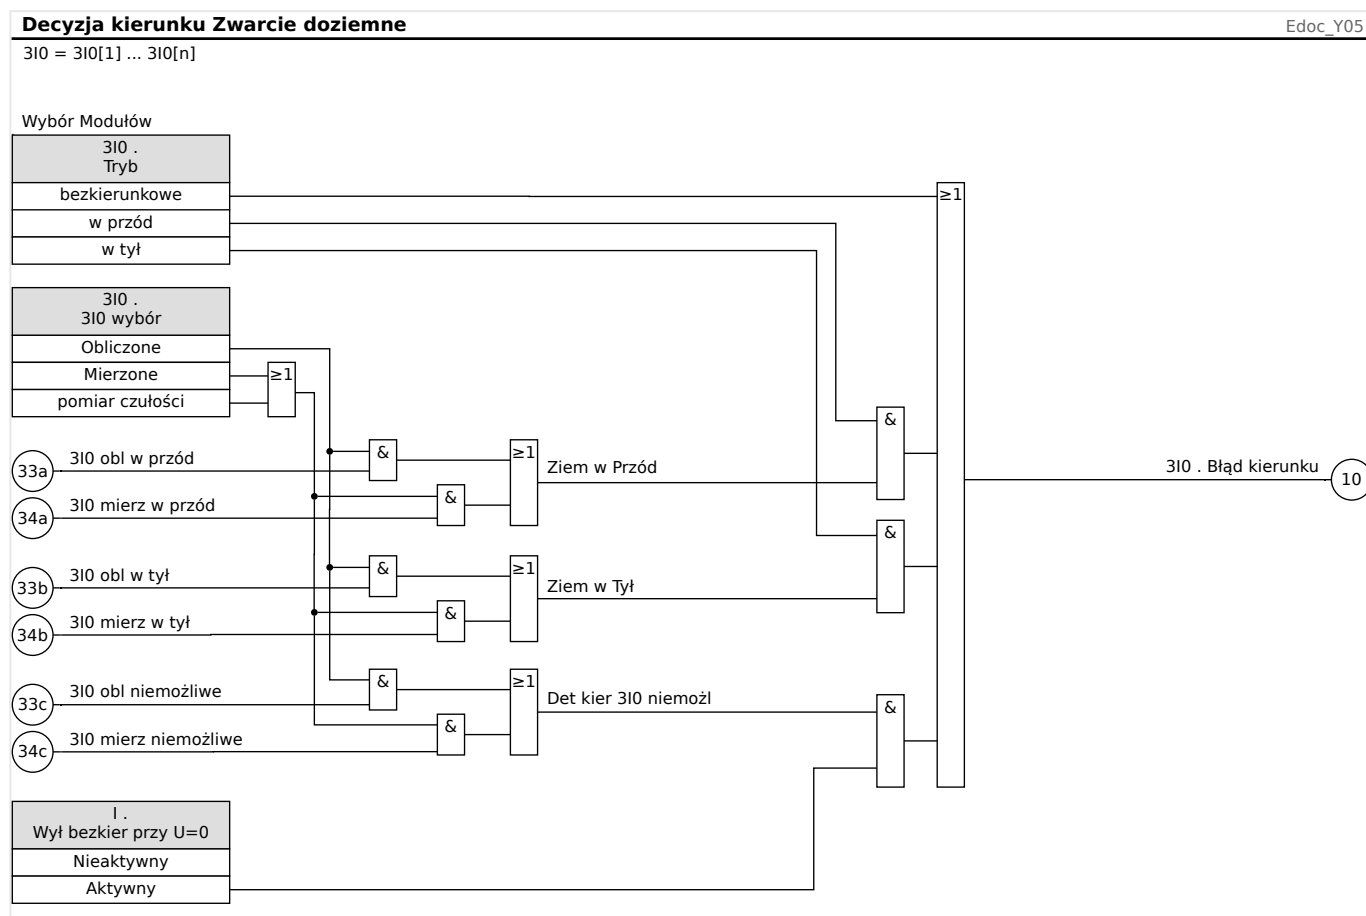 Decyzja kierunku Zwarcie doziemne
Edoc_Y05
3I0 = 3I0[1] ... 3I0[n]
Wybór Modułów
3I0 .
Tryb
bezkierunkowe
w przód
w tył
≥1
3I0 .
3I0 wybór
Obliczone
Mierzone
pomiar czułości
≥1
&
33a
3I0 obl w przód
&
≥1
Ziem w Przód
34a
3I0 mierz w przód
&
3I0 . Błąd kierunku
10
&
33b
3I0 obl w tył
&
≥1
Ziem w Tył
34b
3I0 mierz w tył
&
33c
3I0 obl niemożliwe
&
≥1
Det kier 3I0 niemożl
&
34c
3I0 mierz niemożliwe
&
I .
Wył bezkier przy U=0
Nieaktywny
Aktywny